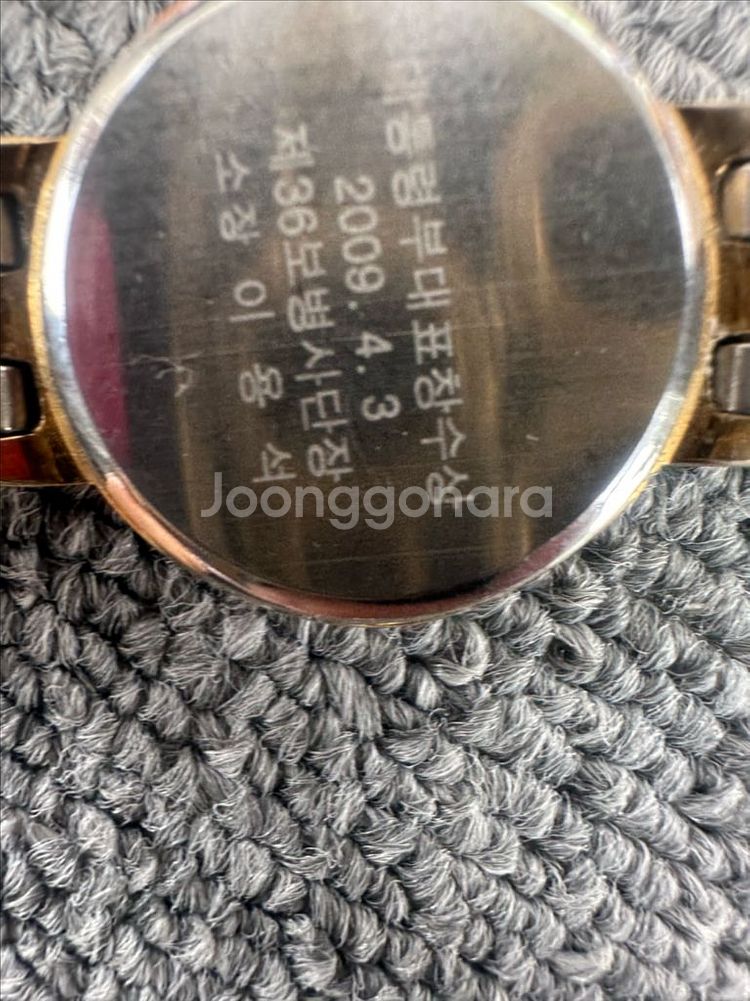 대통령부대표창수상
2009. 4. 3
제36보병사단장
소장 이 용 석
Joonggonara